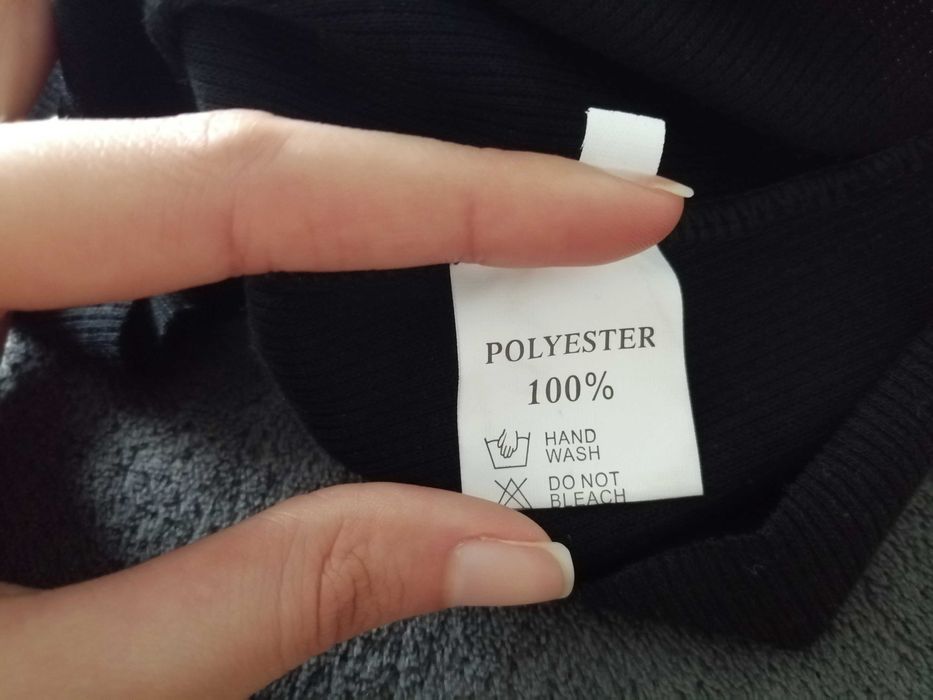 POLYESTER
100%
HAND
WASH
DO NOT
BLEACH